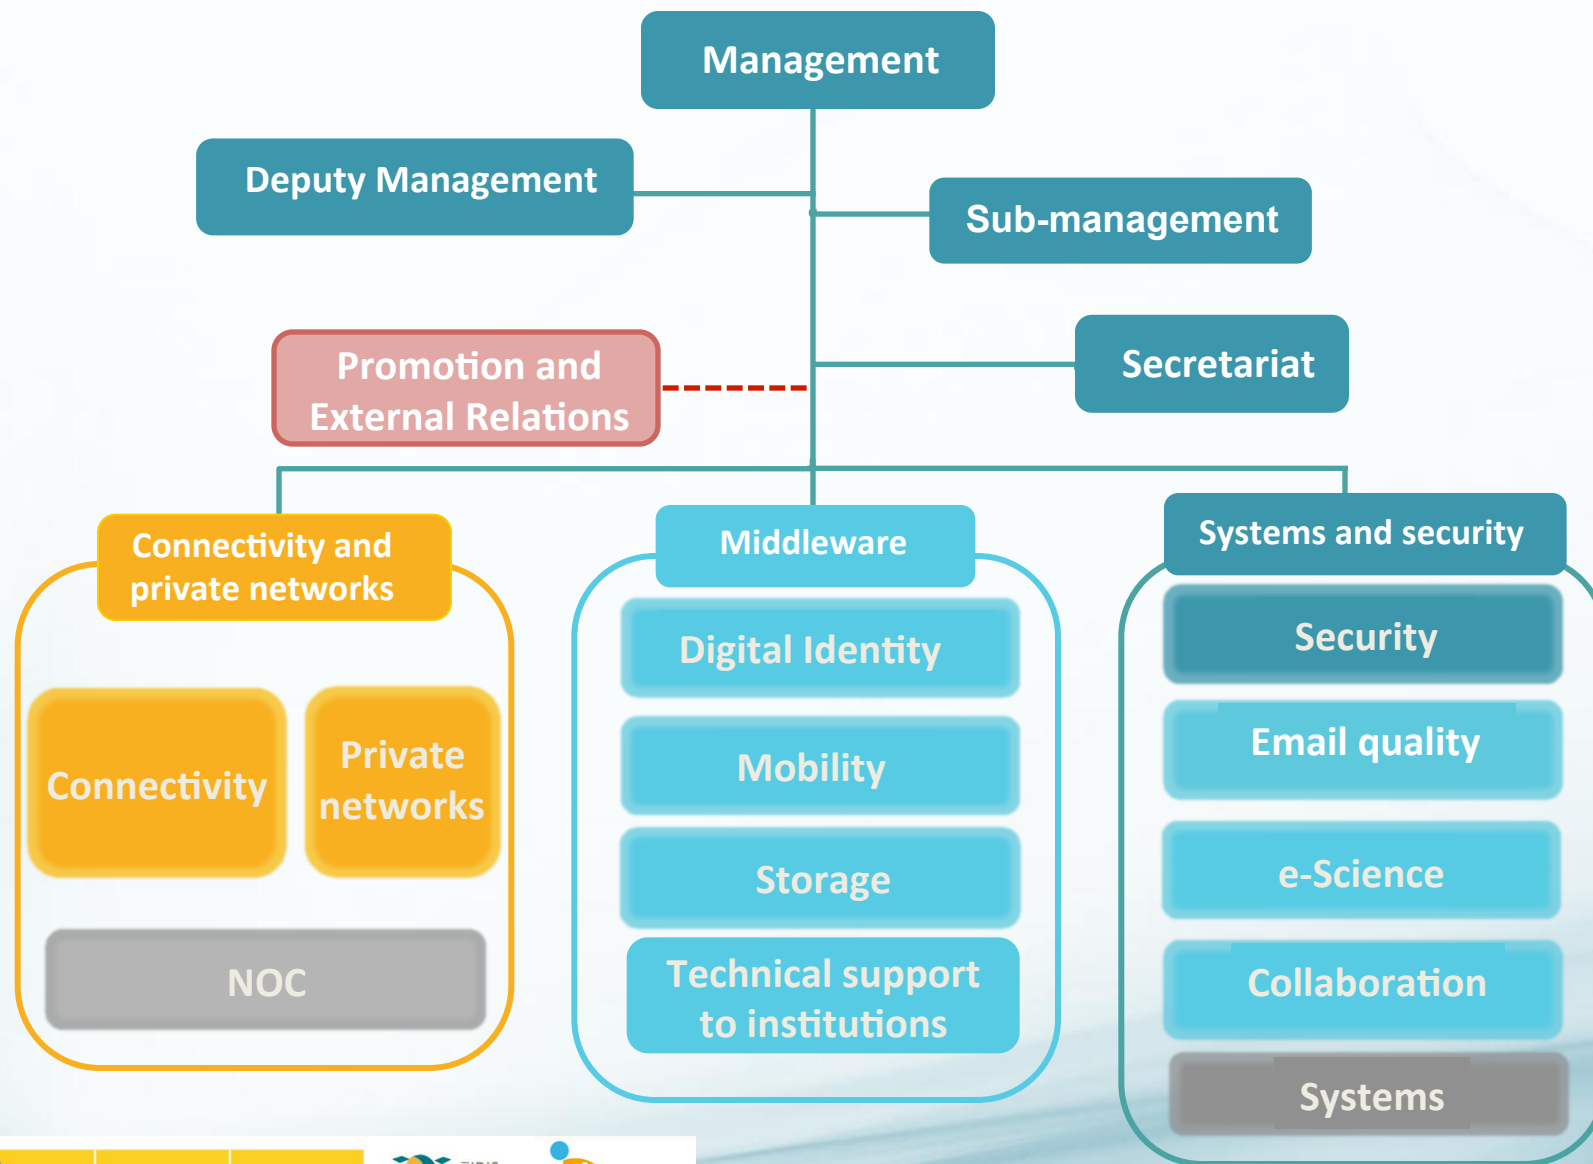 Management
Deputy Management
Sub-management
Promotion and
External Relations
Secretariat
Connectivity and
private networks
Connectivity
Private
networks
NOC
Middleware
Digital Identity
Mobility
Storage
Technical support
to institutions
Systems and security
Security
Email quality
e-Science
Collaboration
Systems